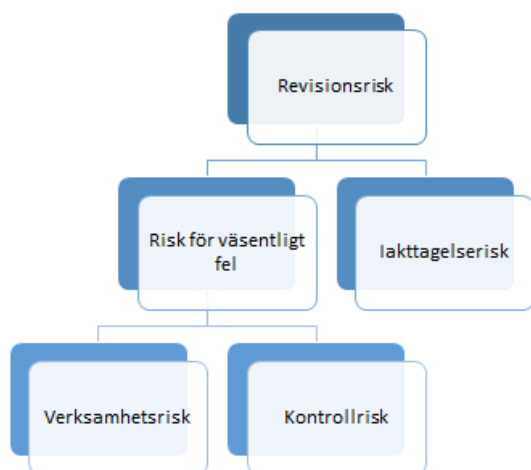 Revisionsrisk
Risk för väsentligt
fel
Iakttagelserisk
Verksamhetsrisk
Kontrollrisk